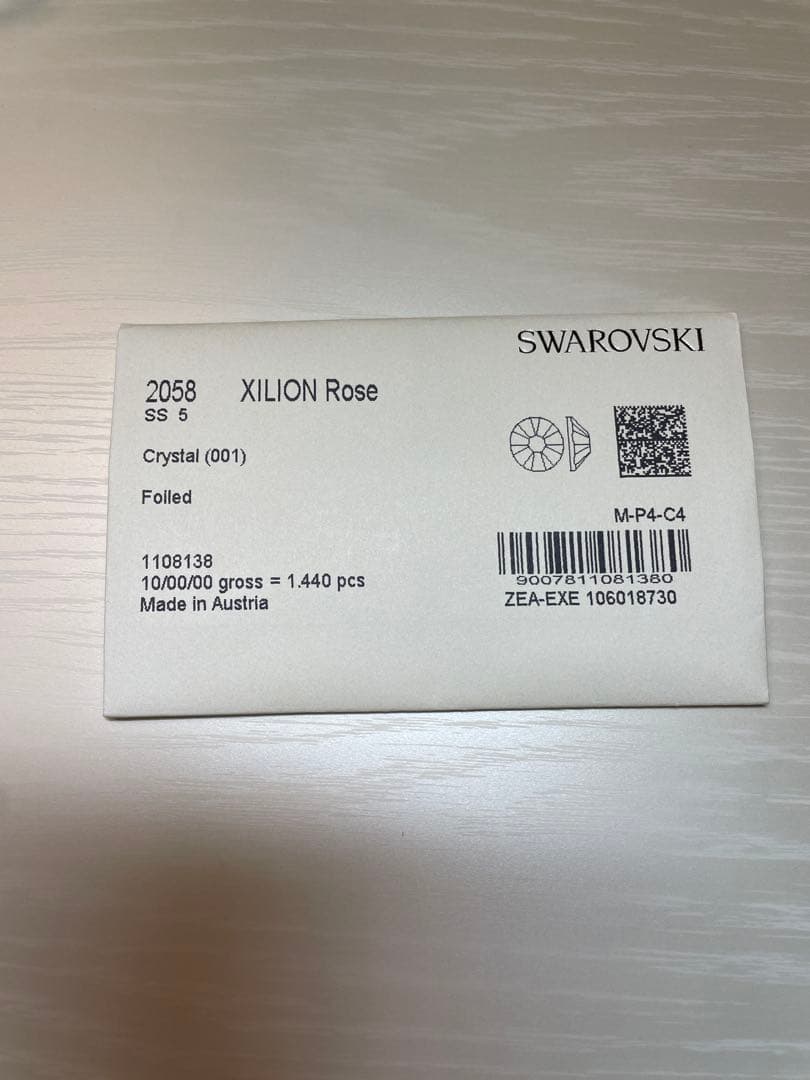 SWAROVSKI
2058 XILION Rose
SS 5
Crystal (001)
Foiled
M-P4-C4
1108138
10/00/00 gross = 1.440 pcs
Made in Austria
9007811081380
ZEA-EXE 106018730